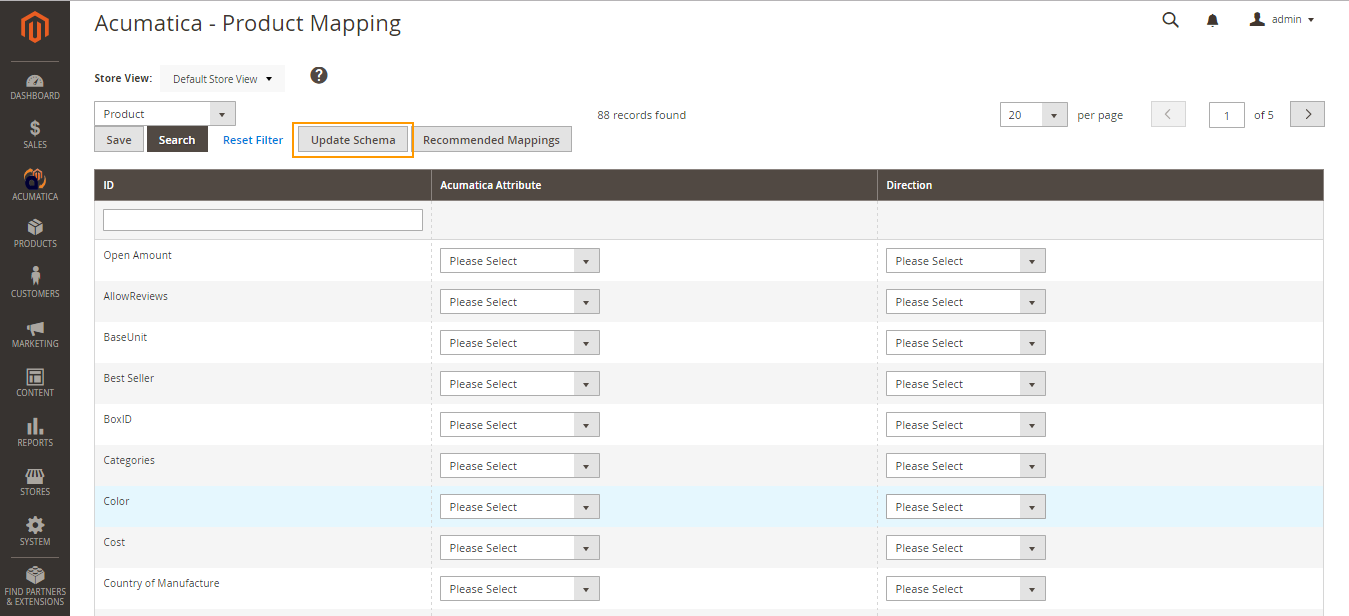 Acumatica - Product Mapping
admin
Store View: Default Store View ?
Product
88 records found
20 per page 1 of 5
Save Search Reset Filter Update Schema Recommended Mappings
DASHBOARD
SALES
ACUMATICA
PRODUCTS
CUSTOMERS
MARKETING
CONTENT
REPORTS
STORES
SYSTEM
FIND PARTNERS
& EXTENSIONS
ID Acumatica Attribute Direction
Open Amount Please Select Please Select
AllowReviews Please Select Please Select
BaseUnit Please Select Please Select
Best Seller Please Select Please Select
BoxID Please Select Please Select
Categories Please Select Please Select
Color Please Select Please Select
Cost Please Select Please Select
Country of Manufacture Please Select Please Select